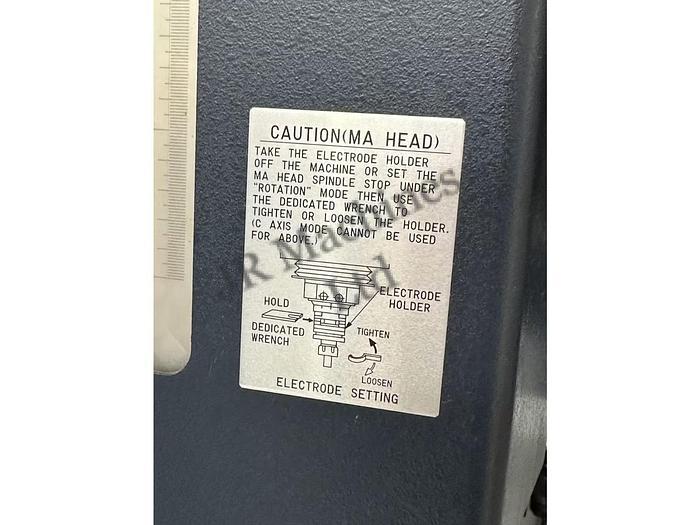 CAUTION(MA HEAD)
TAKE THE ELECTRODE HOLDER
OFF THE MACHINE OR SET THE
MA HEAD SPINDLE STOP UNDER
"ROTATION" MODE THEN USE
THE DEDICATED WRENCH TO
TIGHTEN OR LOOSEN THE HOLDER.
(C AXIS MODE CANNOT BE USED
FOR ABOVE.)
HOLD
DEDICATED
WRENCH
ELECTRODE
HOLDER
TIGHTEN
LOOSEN
ELECTRODE SETTING
Machines
Ltd